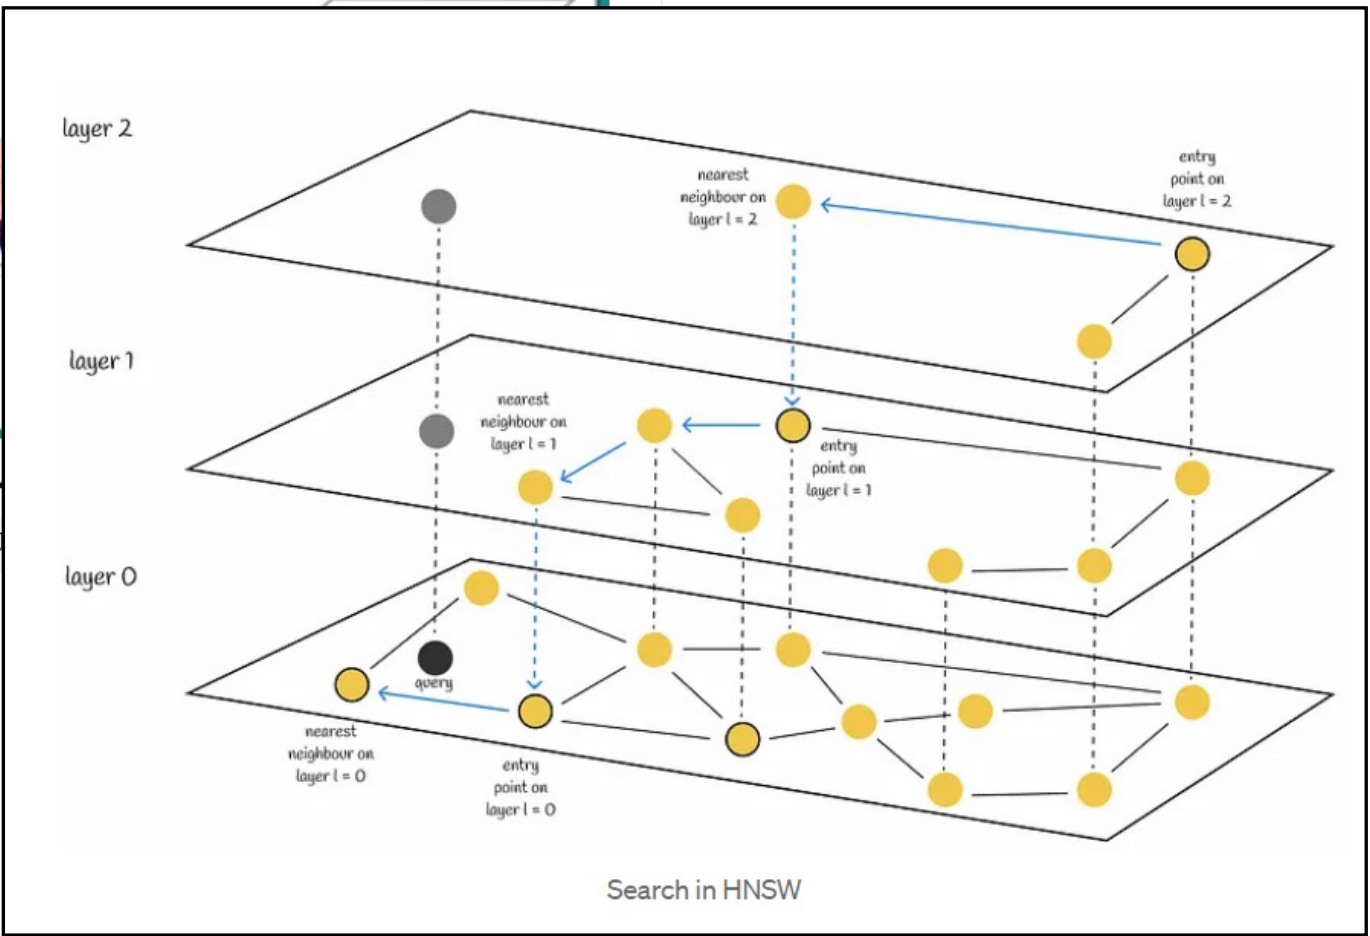 layer 2
entry
point on
layer l = 2
nearest
neighbour on
layer l = 2
layer 1
nearest
neighbour on
layer l = 1
entry
point on
layer l = 1
layer 0
query
nearest
neighbour on
layer l = 0
entry
point on
layer l = 0
Search in HNSW